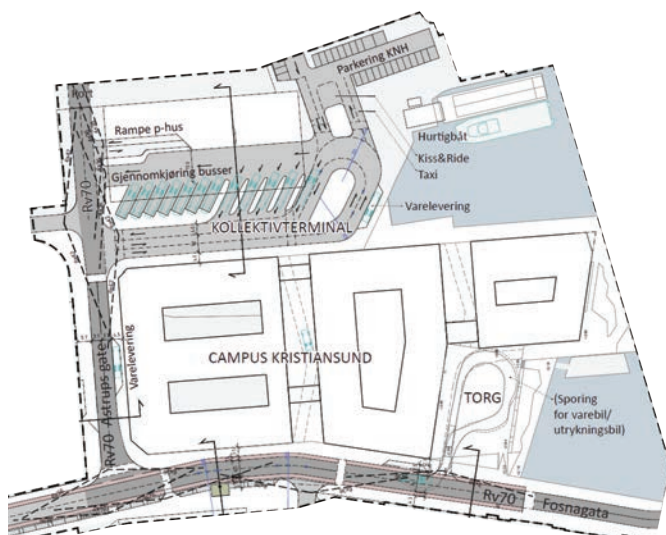 Parkering KNH
Port
Rampe p-hus
Hurtigbåt
Kiss&Ride
Taxi
Gjennomkjøring busser
Rv70
Varelevering
KOLLEKTIVTERMINAL
CAMPUS KRISTIANSUND
Varelevering
Rv70 Astrups gate
TORG
(Sporing
for varebil/
utrykningsbil)
Rv70
Fosnagata